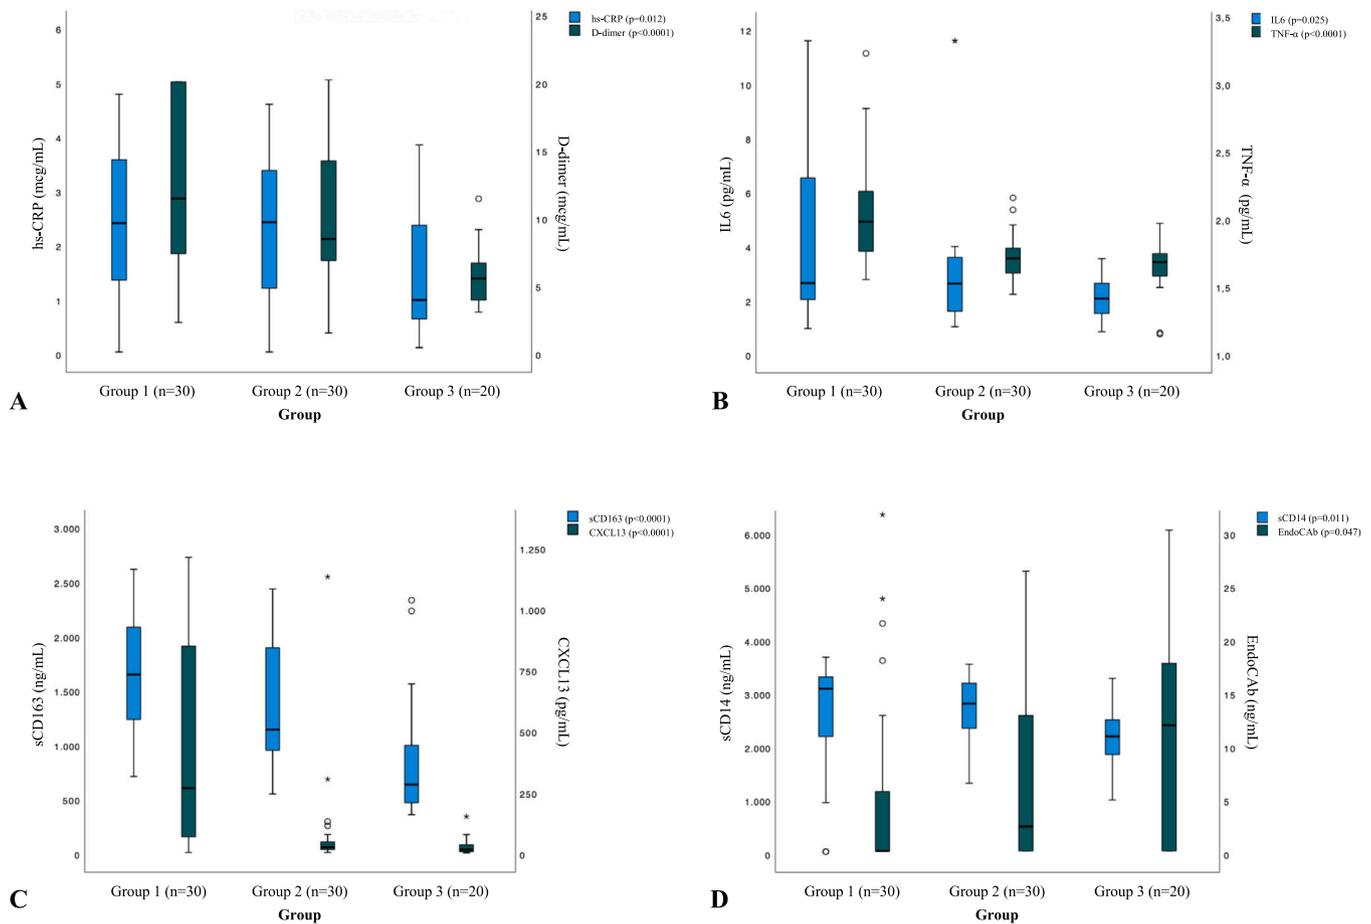 hs-CRP (p=0.012)
D-dimer (p<0.0001)
6
5
4
3
2
1
0
hs-CRP (mcg/mL)
25
20
15
10
5
0
D-dimer (mcg/mL)
Group 1 (n=30) Group 2 (n=30) Group 3 (n=20)
Group
A
IL6 (p=0.025)
TNF-α (p<0.0001)
12
10
8
6
4
2
0
IL6 (pg/mL)
3,5
3,0
2,5
2,0
1,5
1,0
TNF-α (pg/mL)
Group 1 (n=30) Group 2 (n=30) Group 3 (n=20)
Group
B
sCD163 (p<0.0001)
CXCL13 (p<0.0001)
3.000
2.500
2.000
1.500
1.000
500
0
sCD163 (ng/mL)
1.250
1.000
750
500
250
0
CXCL13 (pg/mL)
Group 1 (n=30) Group 2 (n=30) Group 3 (n=20)
Group
C
sCD14 (p=0.011)
EndoCAb (p=0.047)
6.000
5.000
4.000
3.000
2.000
1.000
0
sCD14 (ng/mL)
30
25
20
15
10
5
0
EndoCAb (ng/mL)
Group 1 (n=30) Group 2 (n=30) Group 3 (n=20)
Group
D